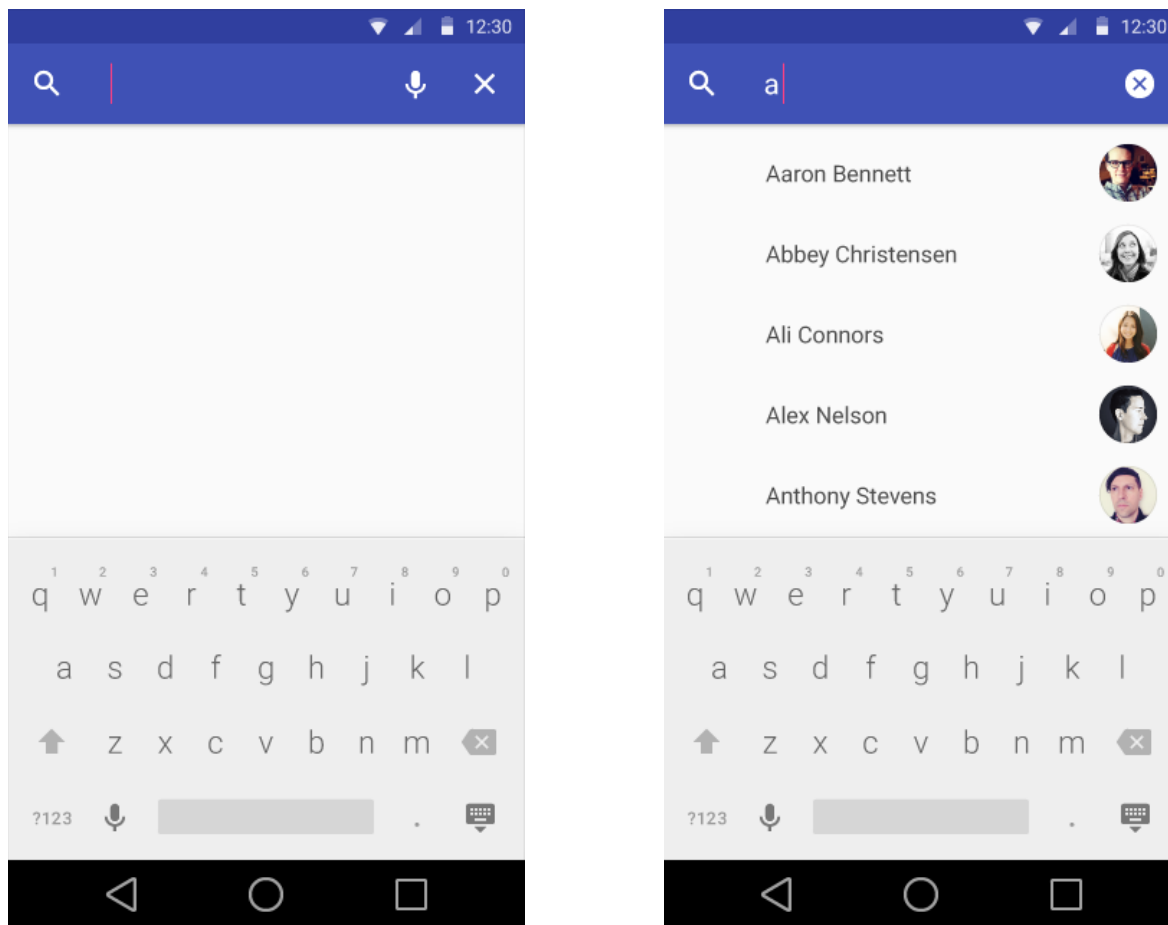 12:30
1 2 3 4 5 6 7 8 9 0
q w e r t y u i o p
a s d f g h j k l
z x c v b n m
?123 .
12:30
a
Aaron Bennett
Abbey Christensen
Ali Connors
Alex Nelson
Anthony Stevens
1 2 3 4 5 6 7 8 9 0
q w e r t y u i o p
a s d f g h j k l
z x c v b n m
?123 .